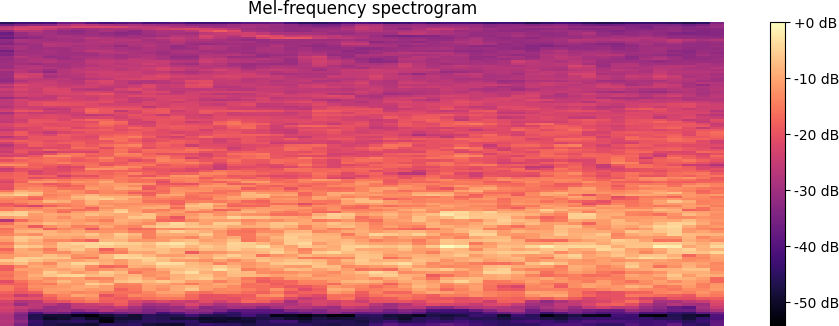 Mel-frequency spectrogram
+0 dB
-10 dB
-20 dB
-30 dB
-40 dB
-50 dB